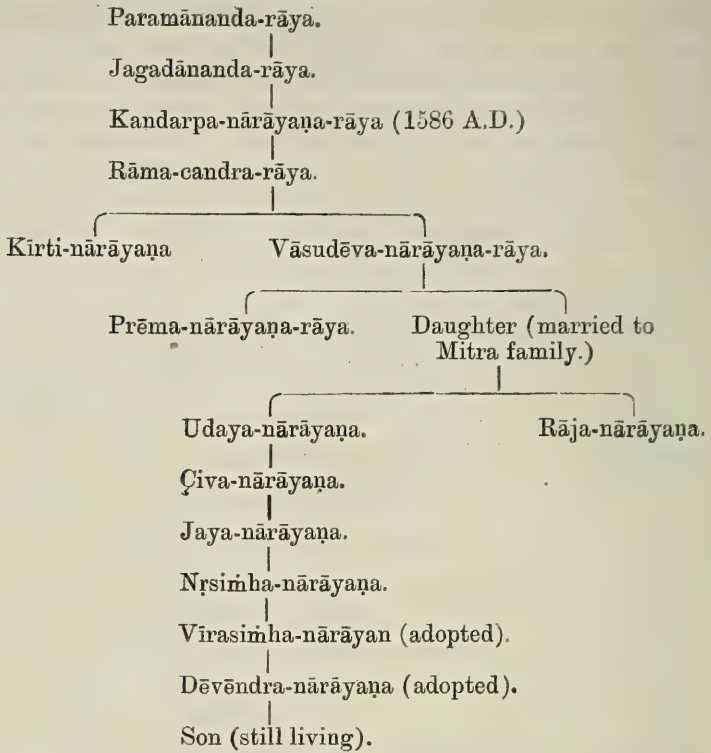 Paramānanda-rāya.
Jagadānanda-rāya.
Kandarpa-nārāyaṇa-rāya (1586 A.D.)
Rāma-candra-rāya.
Kīrti-nārāyaṇa Vāsudēva-nārāyaṇa-rāya.
Prēma-nārāyaṇa-rāya. Daughter (married to
Mitra family.)
Udaya-nārāyaṇa. Rāja-nārāyaṇa.
Çiva-nārāyaṇa.
Jaya-nārāyaṇa.
Nṛsiṁha-nārāyaṇa.
Vīrasiṁha-nārāyan (adopted).
Dēvēndra-nārāyaṇa (adopted).
Son (still living).